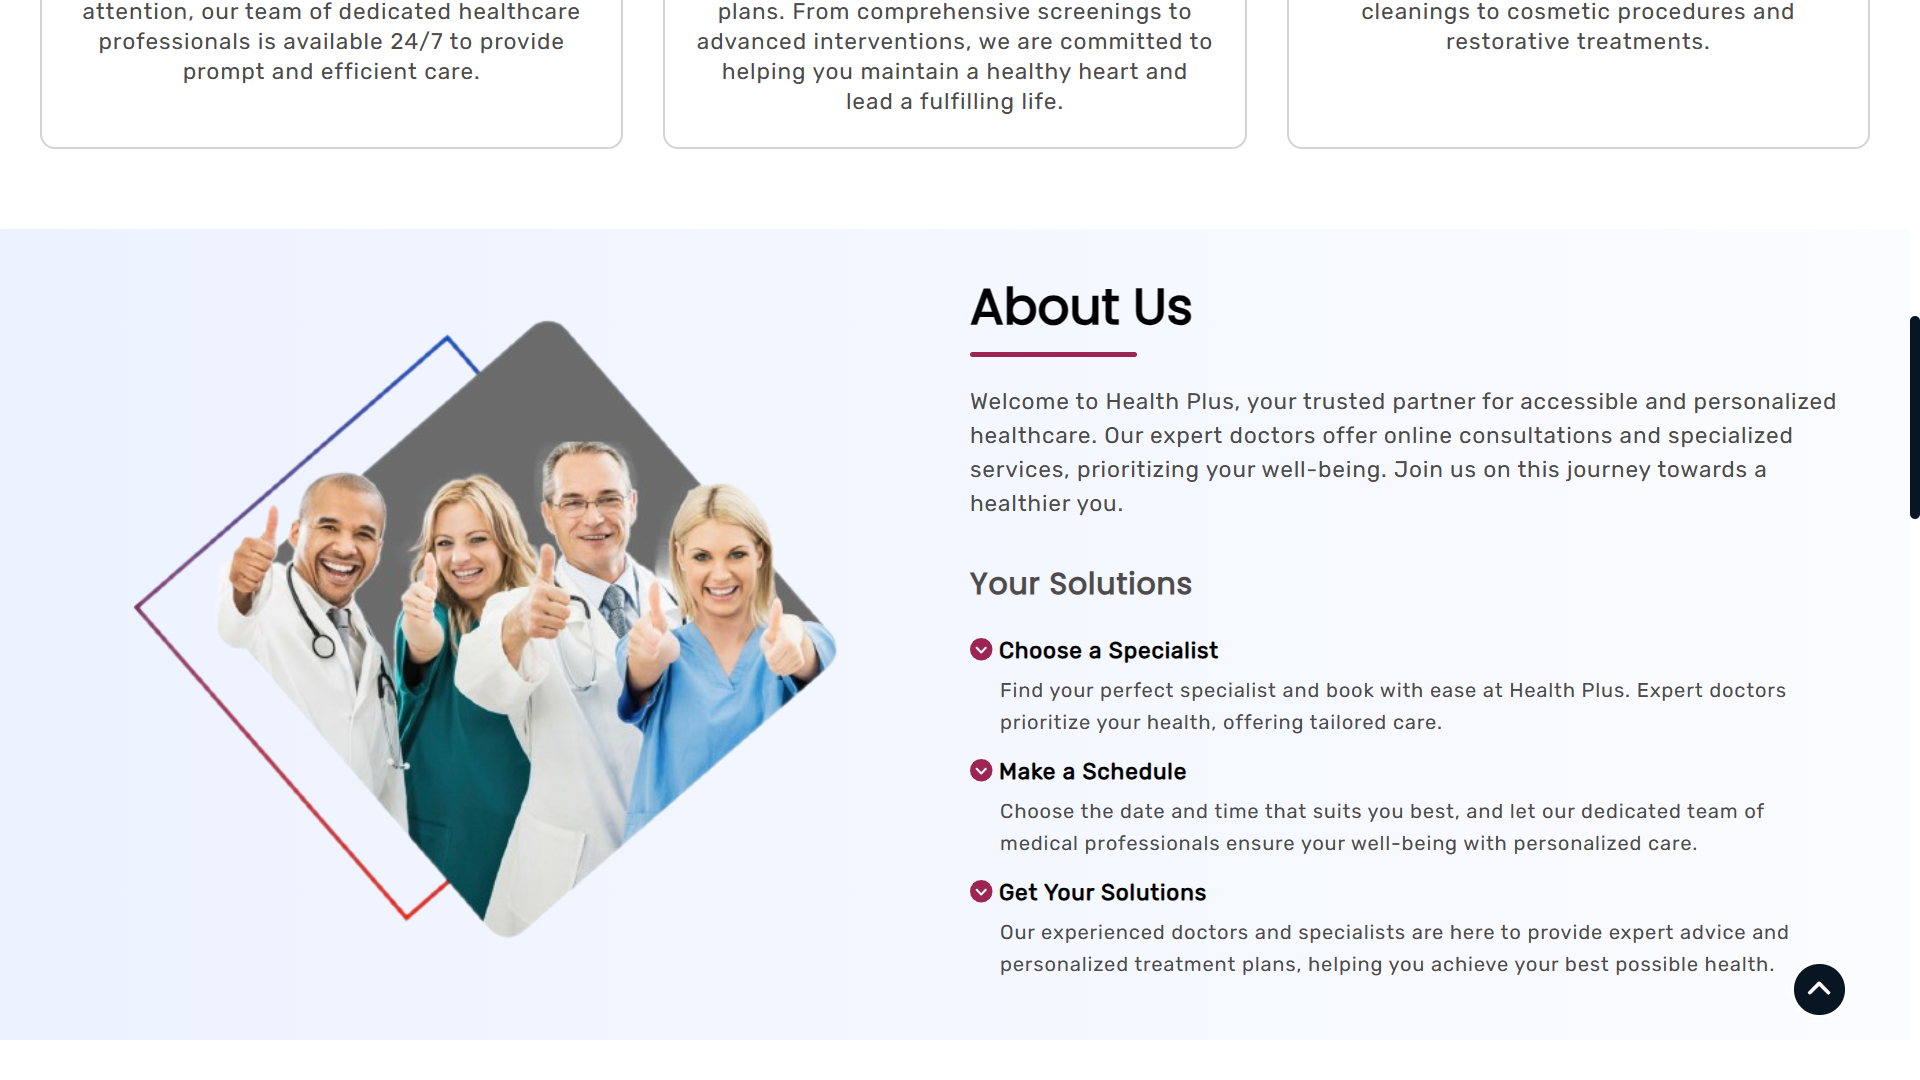 attention, our team of dedicated healthcare
professionals is available 24/7 to provide
prompt and efficient care.
plans. From comprehensive screenings to
advanced interventions, we are committed to
helping you maintain a healthy heart and
lead a fulfilling life.
cleanings to cosmetic procedures and
restorative treatments.
About Us
Welcome to Health Plus, your trusted partner for accessible and personalized
healthcare. Our expert doctors offer online consultations and specialized
services, prioritizing your well-being. Join us on this journey towards a
healthier you.
Your Solutions
Choose a Specialist
Find your perfect specialist and book with ease at Health Plus. Expert doctors
prioritize your health, offering tailored care.
Make a Schedule
Choose the date and time that suits you best, and let our dedicated team of
medical professionals ensure your well-being with personalized care.
Get Your Solutions
Our experienced doctors and specialists are here to provide expert advice and
personalized treatment plans, helping you achieve your best possible health.